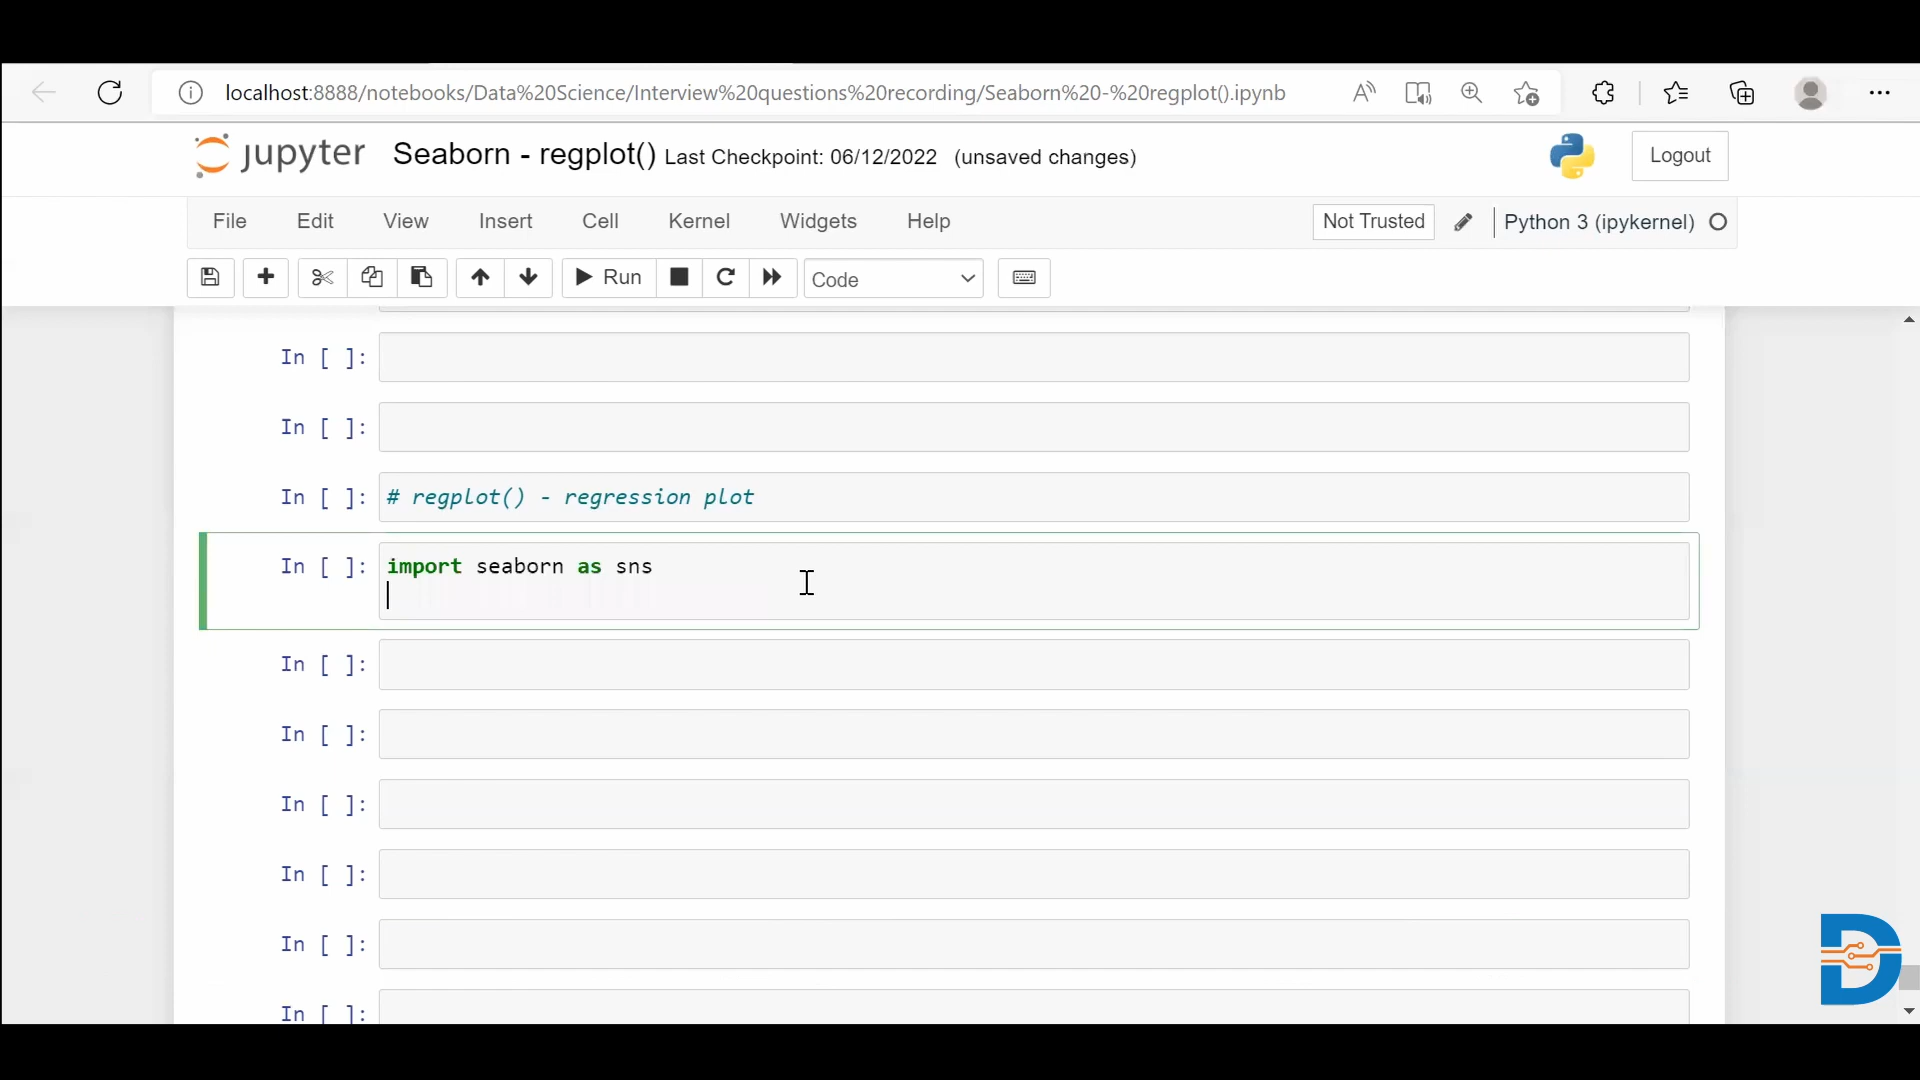 localhost:8888/notebooks/Data%20Science/Interview%20questions%20recording/Seaborn%20-%20regplot().ipynb
jupyter Seaborn - regplot() Last Checkpoint: 06/12/2022 (unsaved changes)
Logout
File Edit View Insert Cell Kernel Widgets Help Not Trusted Python 3 (ipykernel)
Run Code
In [ ]:
In [ ]:
In [ ]: # regplot() - regression plot
In [ ]: import seaborn as sns
In [ ]:
In [ ]:
In [ ]:
In [ ]:
In [ ]:
In [ ]: